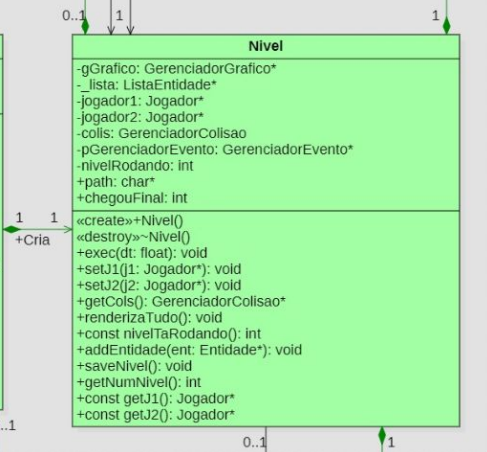 0..1
1
1
Nivel
-gGrafico: GerenciadorGrafico*
-_lista: ListaEntidade*
-jogador1: Jogador*
-jogador2: Jogador*
-colis: GerenciadorColisao
-pGerenciadorEvento: GerenciadorEvento*
-nivelRodando: int
+path: char*
+chegouFinal: int
1 1
+Cria
«create»+Nivel()
«destroy»~Nivel()
+exec(dt: float): void
+setJ1(j1: Jogador*): void
+setJ2(j2: Jogador*): void
+getCols(): GerenciadorColisao*
+renderizaTudo(): void
+const nivelTaRodando(): int
+addEntidade(ent: Entidade*): void
+saveNivel(): void
+getNumNivel(): int
+const getJ1(): Jogador*
+const getJ2(): Jogador*
..1
0..1
1